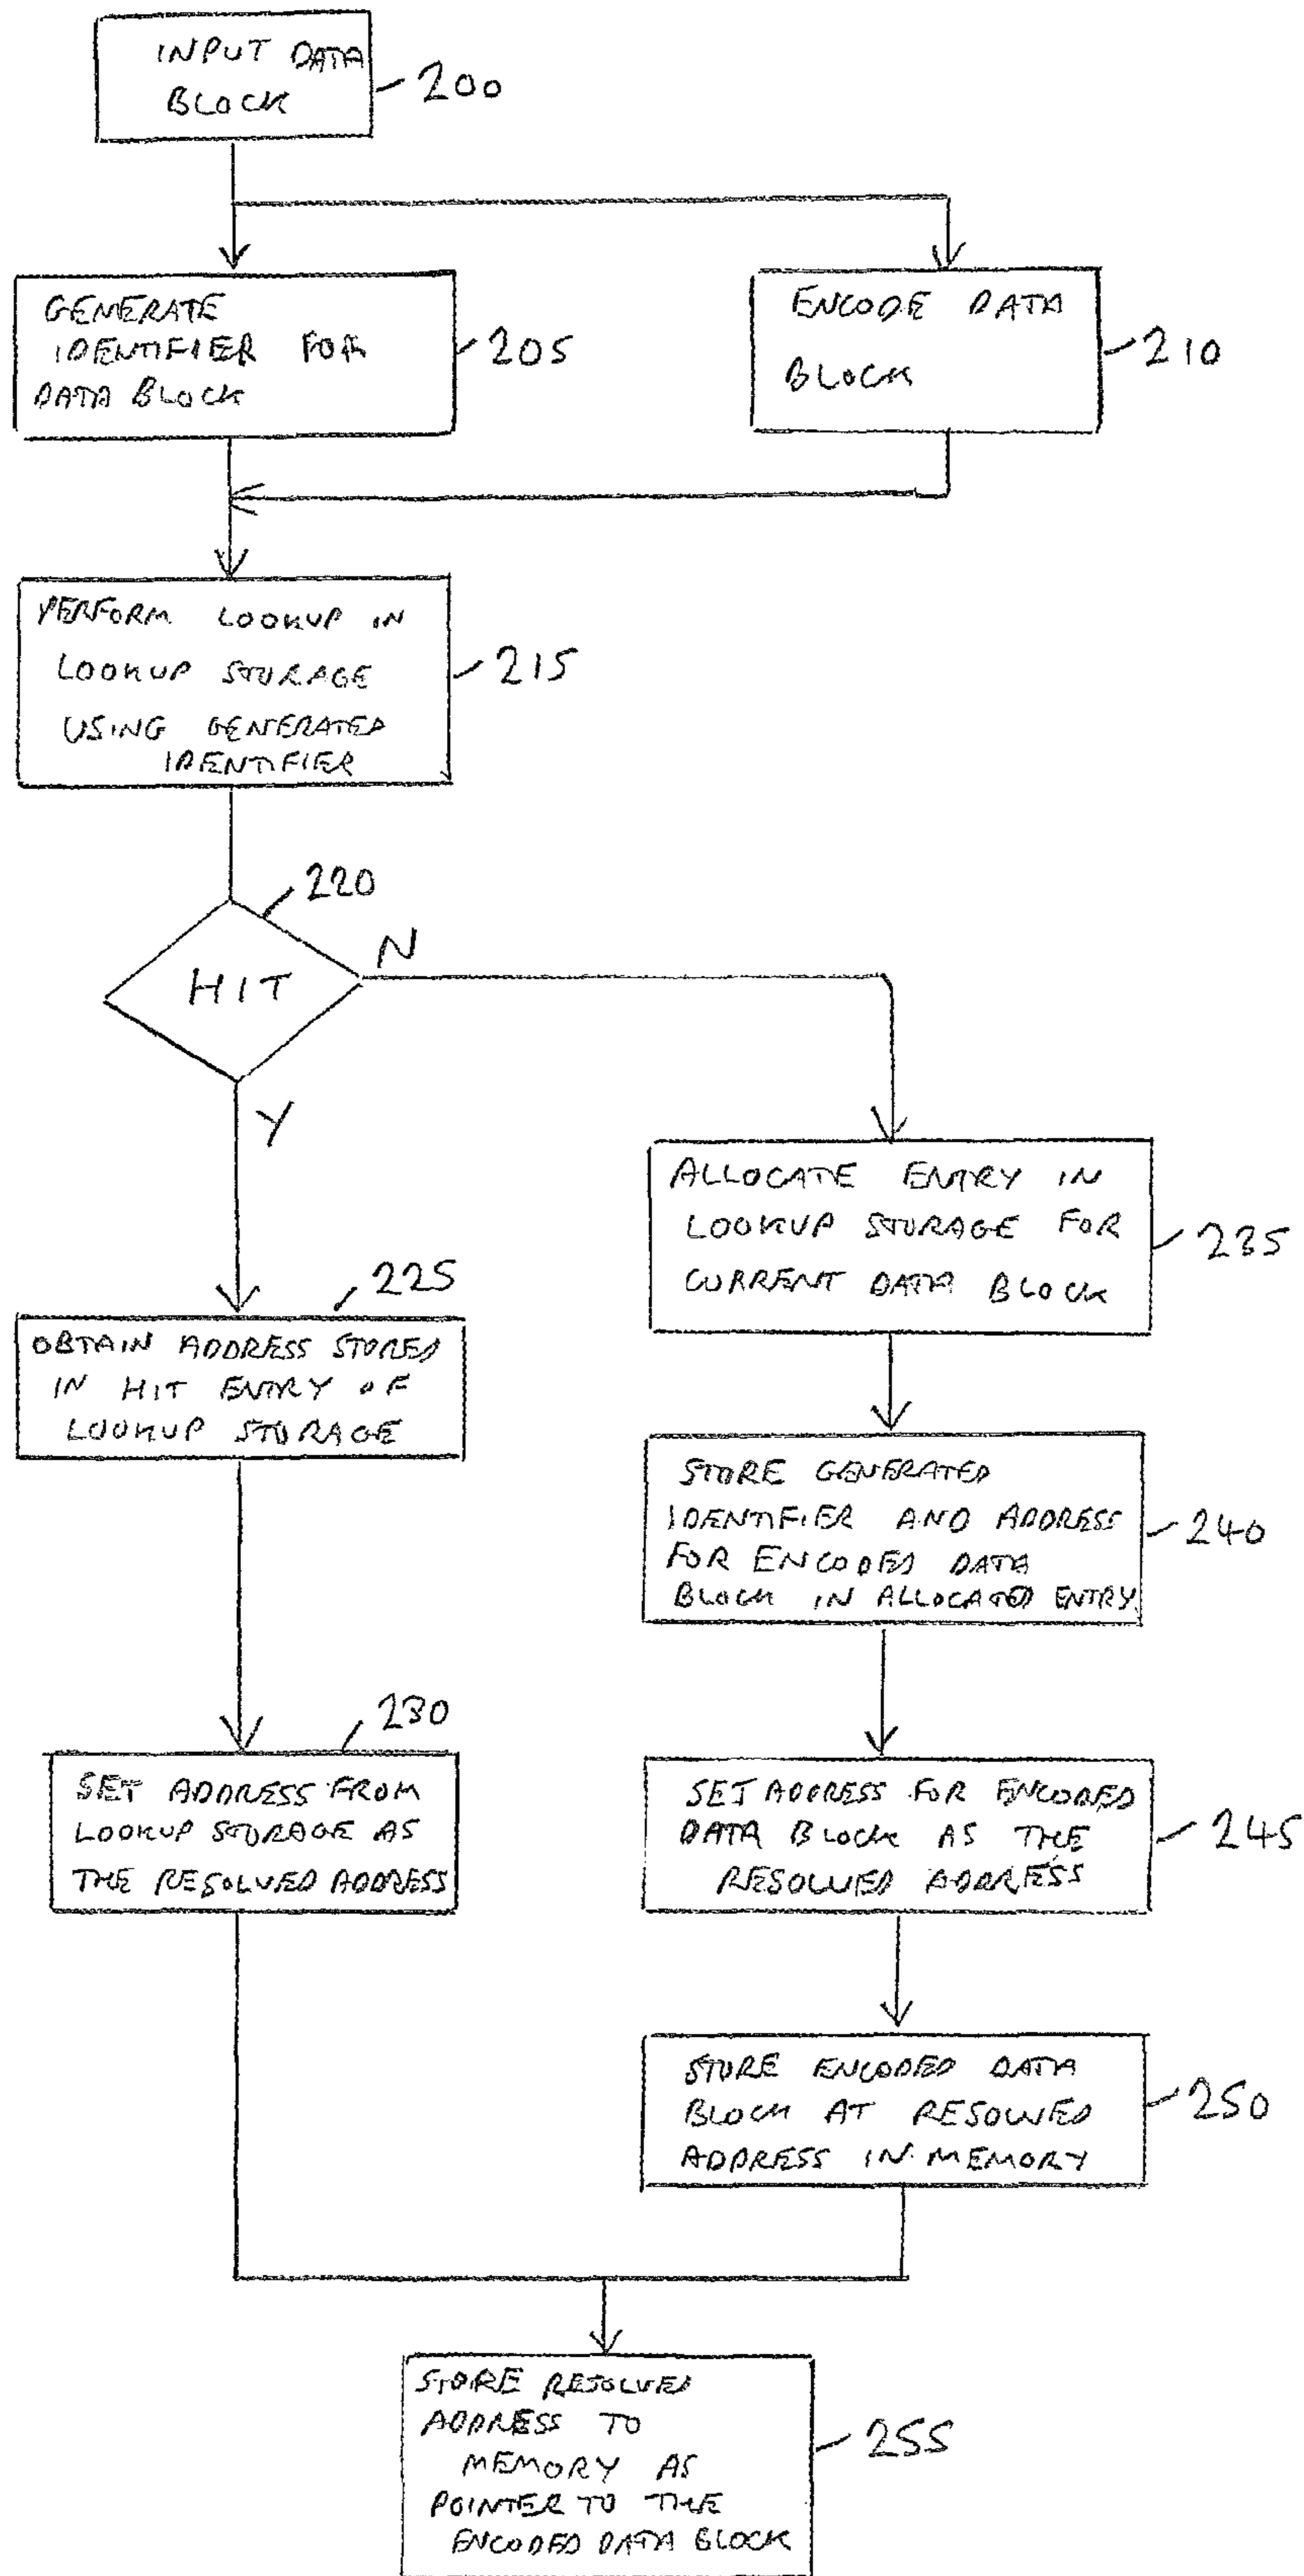 INPUT DATA
BLOCK
200
GENERATE
IDENTIFIER FOR
DATA BLOCK
205
ENCODE DATA
BLOCK
210
PERFORM LOOKUP IN
LOOKUP STORAGE
USING GENERATED
IDENTIFIER
215
220
HIT
N
Y
ALLOCATE ENTRY IN
LOOKUP STORAGE FOR
CURRENT DATA BLOCK
235
225
OBTAIN ADDRESS STORED
IN HIT ENTRY OF
LOOKUP STORAGE
STORE GENERATED
IDENTIFIER AND ADDRESS
FOR ENCODED DATA
BLOCK IN ALLOCATED ENTRY
240
230
SET ADDRESS FROM
LOOKUP STORAGE AS
THE RESOLVED ADDRESS
SET ADDRESS FOR ENCODED
DATA BLOCK AS THE
RESOLVED ADDRESS
245
STORE ENCODED DATA
BLOCK AT RESOLVED
ADDRESS IN MEMORY
250
STORE RESOLVED
ADDRESS TO
MEMORY AS
POINTER TO THE
ENCODED DATA BLOCK
255